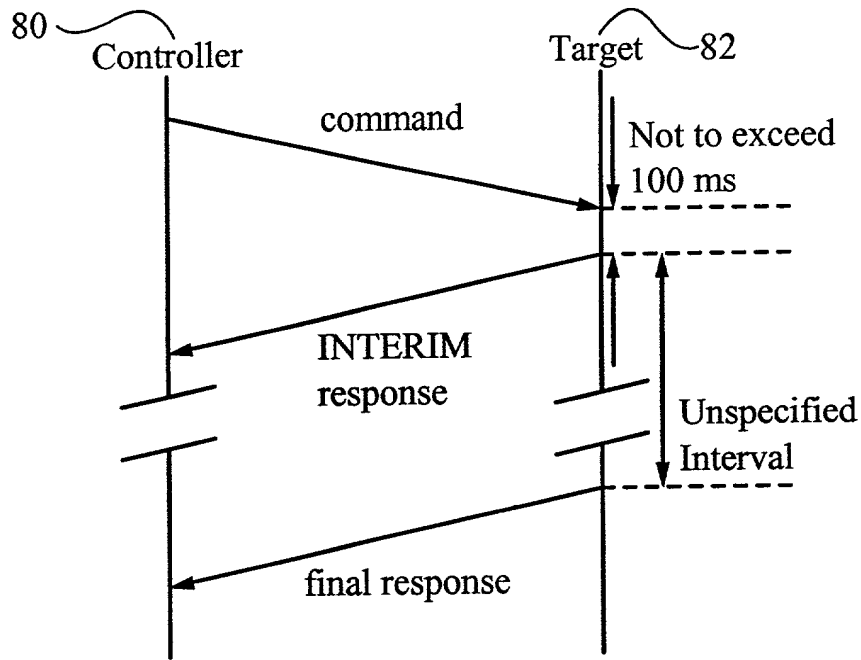 80
Controller
Target
82
command
Not to exceed
100 ms
INTERIM
response
Unspecified
Interval
final response